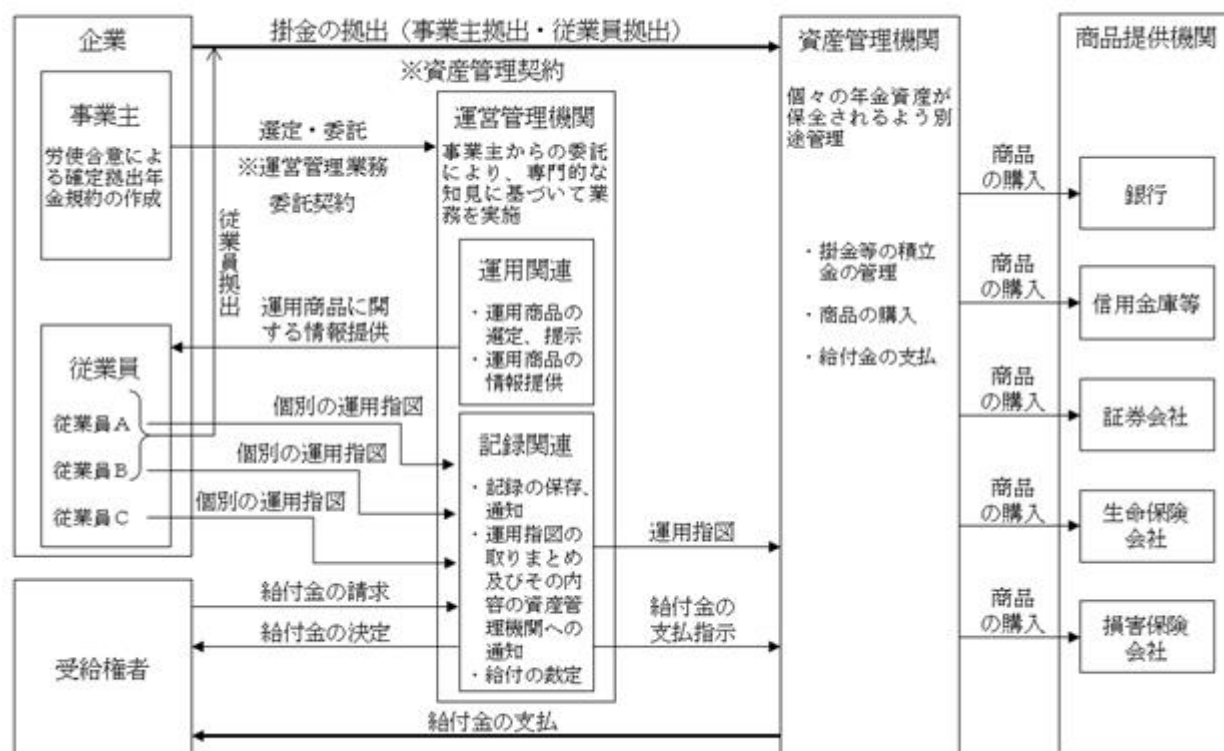 企業
掛金の拠出（事業主拠出・従業員拠出）
※資産管理契約
事業主
労使合意によ
る確定拠出年
金規約の作成
選定・委託
※運営管理業務
委託契約
従業員拠出
運用商品に関
する情報提供
従業員
従業員Ａ
従業員Ｂ
従業員Ｃ
個別の運用指図
個別の運用指図
個別の運用指図
運営管理機関
事業主からの委託
により、専門的な
知見に基づいて業
務を実施
運用関連
・運用商品の
選定、提示
・運用商品の
情報提供
記録関連
・記録の保存、
通知
・運用指図の
取りまとめ
及びその内
容の資産管
理機関への
通知
・給付の裁定
運用指図
給付金の
支払指示
受給権者
給付金の請求
給付金の決定
給付金の支払
資産管理機関
個々の年金資産が
保全されるよう別
途管理
・掛金等の積立
金の管理
・商品の購入
・給付金の支払
商品
の購入
商品
の購入
商品
の購入
商品
の購入
商品
の購入
商品提供機関
銀行
信用金庫等
証券会社
生命保険
会社
損害保険
会社